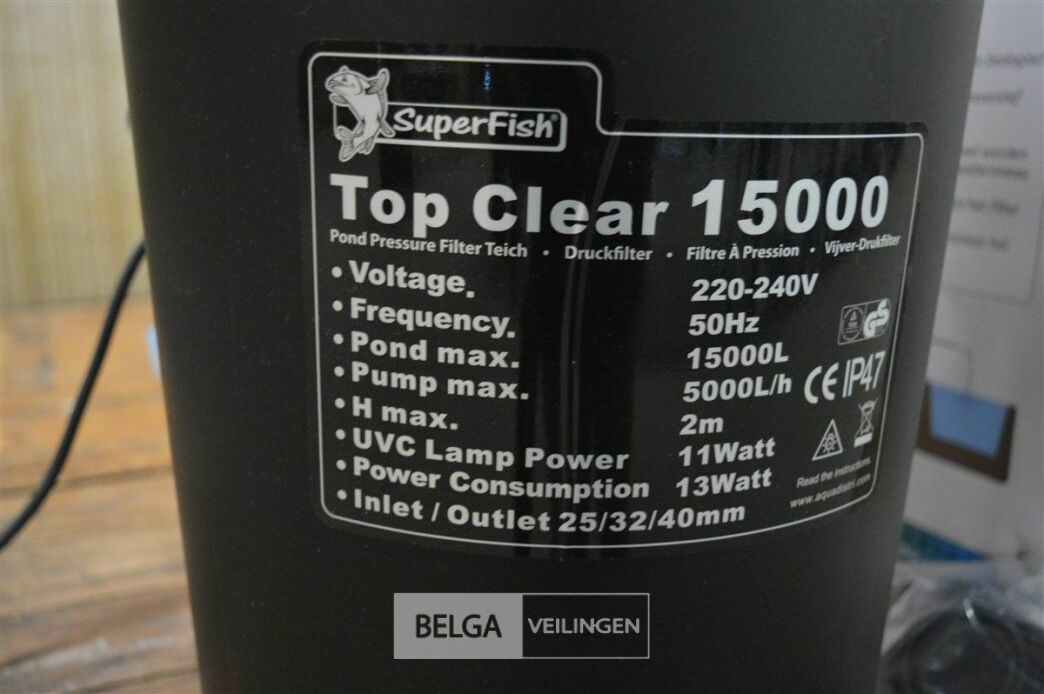 SuperFish®
Top Clear 15000
Pond Pressure Filter Teich • Druckfilter • Filtre À Pression • Vijver-Drukfilter
• Voltage. 220-240V
• Frequency. 50Hz
• Pond max. 15000L
• Pump max. 5000L/h
• H max. 2m
• UVC Lamp Power 11Watt
• Power Consumption 13Watt
• Inlet / Outlet 25/32/40mm
GS
CE IP47
Read the instructions.
www.aquadistri.com
BELGA VEILINGEN